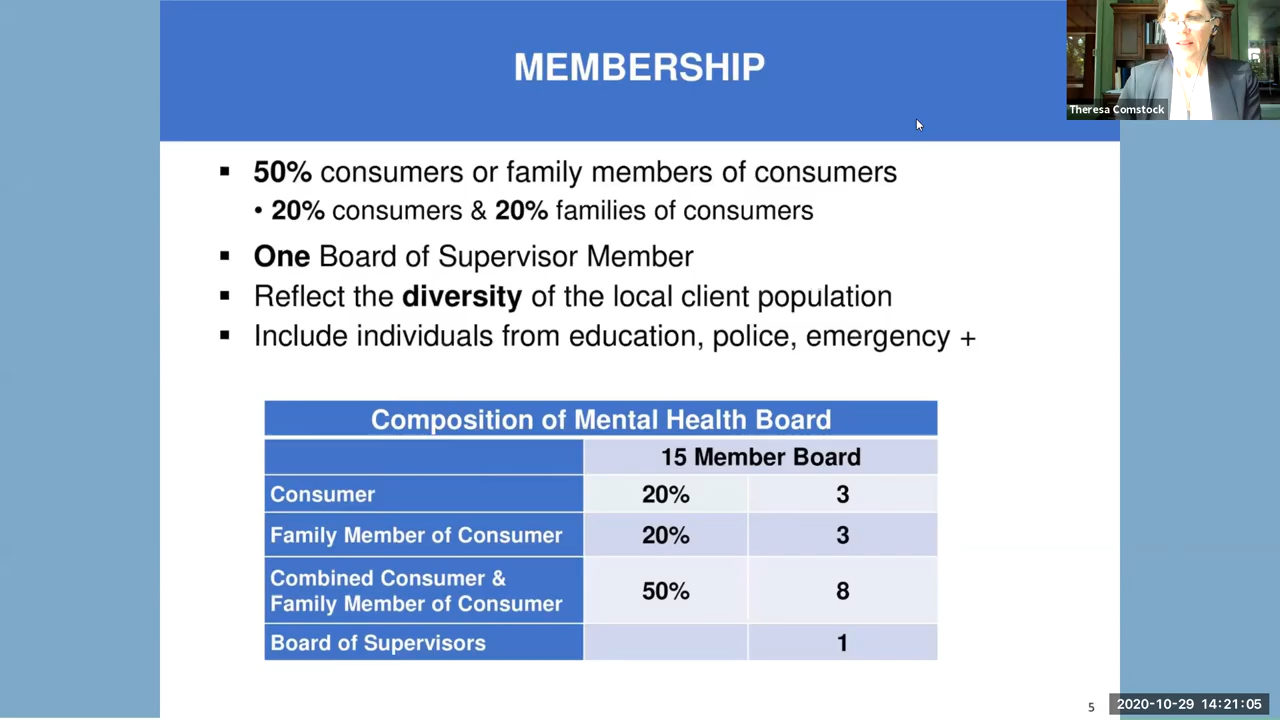 MEMBERSHIP
Theresa Comstock
▪ 50% consumers or family members of consumers
• 20% consumers & 20% families of consumers
▪ One Board of Supervisor Member
▪ Reflect the diversity of the local client population
▪ Include individuals from education, police, emergency +
Composition of Mental Health Board
15 Member Board
Consumer 20% 3
Family Member of Consumer 20% 3
Combined Consumer &
Family Member of Consumer 50% 8
Board of Supervisors 1
5
2020-10-29 14:21:05